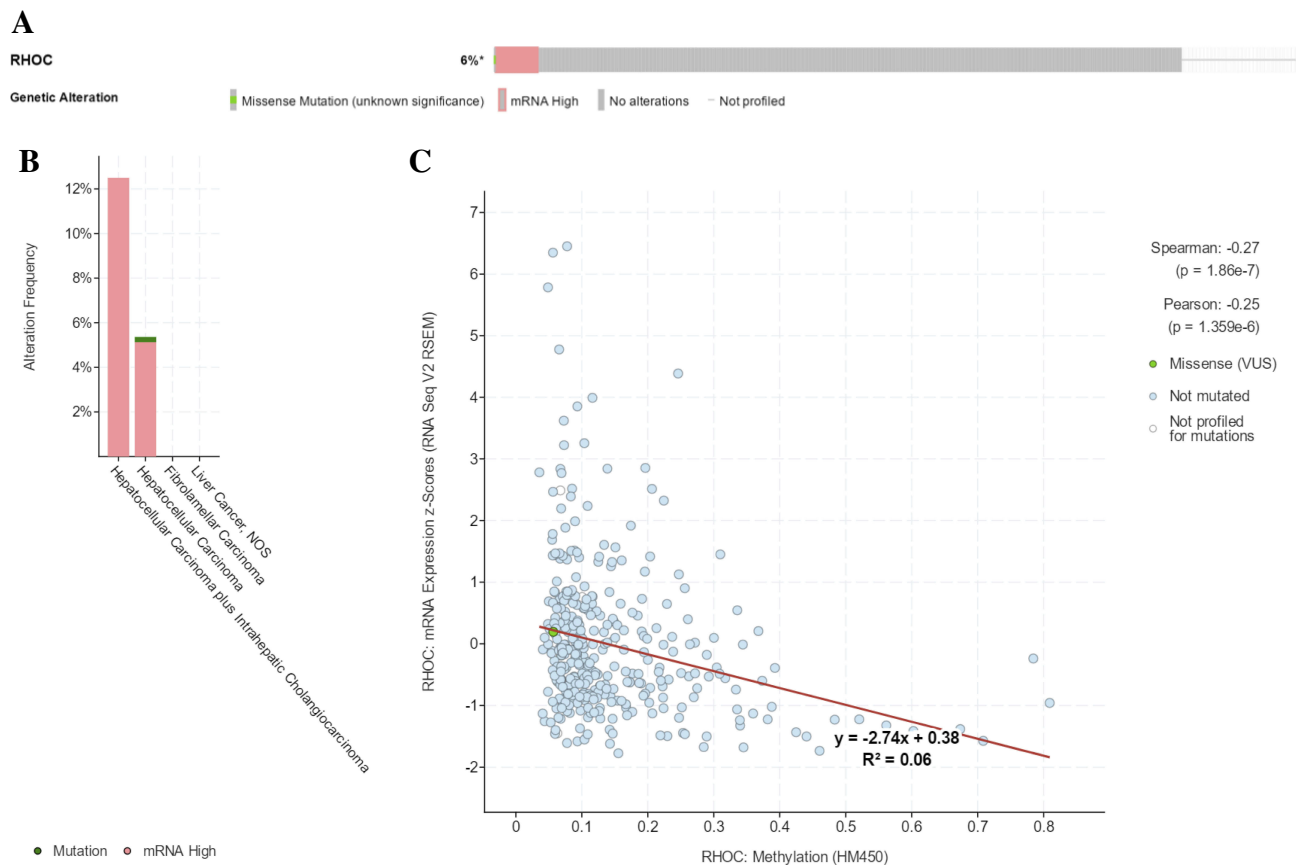 A
RHOC
6%*
Genetic Alteration
Missense Mutation (unknown significance)
mRNA High
No alterations
Not profiled
B
Alteration Frequency
12%
10%
8%
6%
4%
2%
Hepatocellular Carcinoma plus Intrahepatic Cholangiocarcinoma
Hepatocellular Carcinoma
Fibrolamellar Carcinoma
Liver Cancer, NOS
Mutation
mRNA High
C
RHOC: mRNA Expression z-Scores (RNA Seq V2 RSEM)
7
6
5
4
3
2
1
0
-1
-2
y = -2.74x + 0.38
R² = 0.06
0 0.1 0.2 0.3 0.4 0.5 0.6 0.7 0.8
RHOC: Methylation (HM450)
Spearman: -0.27
(p = 1.86e-7)
Pearson: -0.25
(p = 1.359e-6)
Missense (VUS)
Not mutated
Not profiled
for mutations